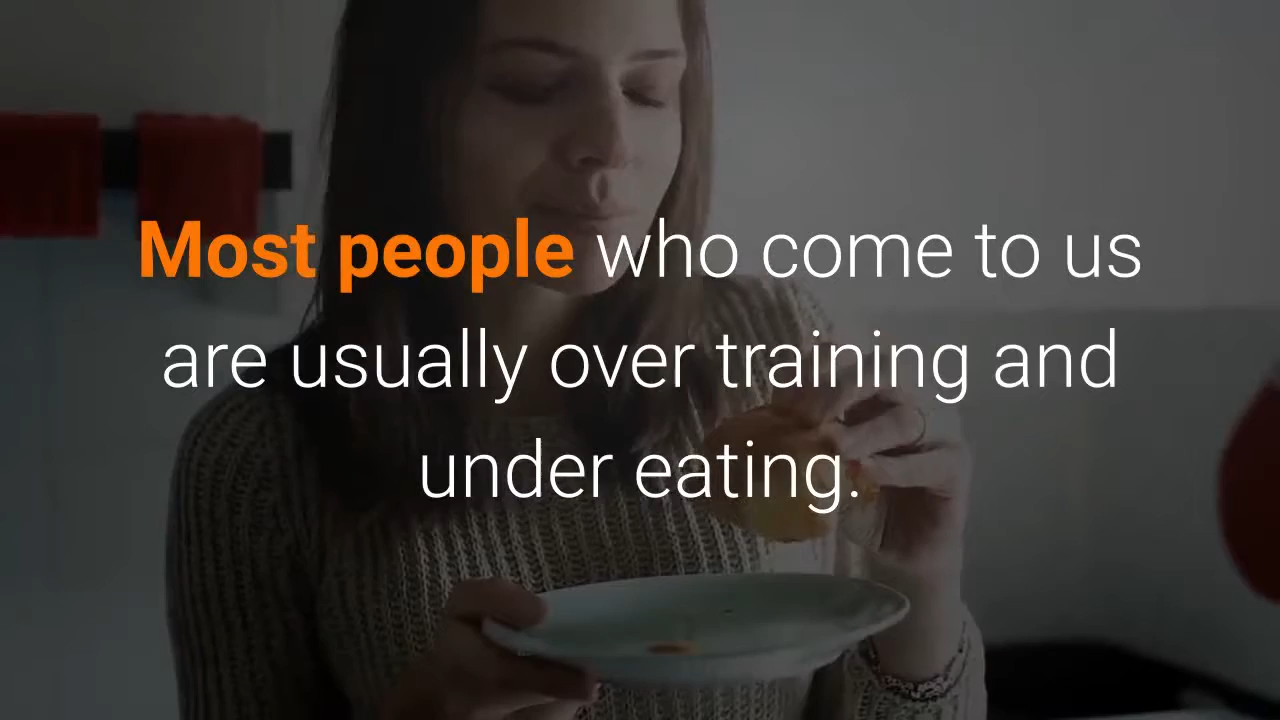 Most people who come to us
are usually over training and
under eating.